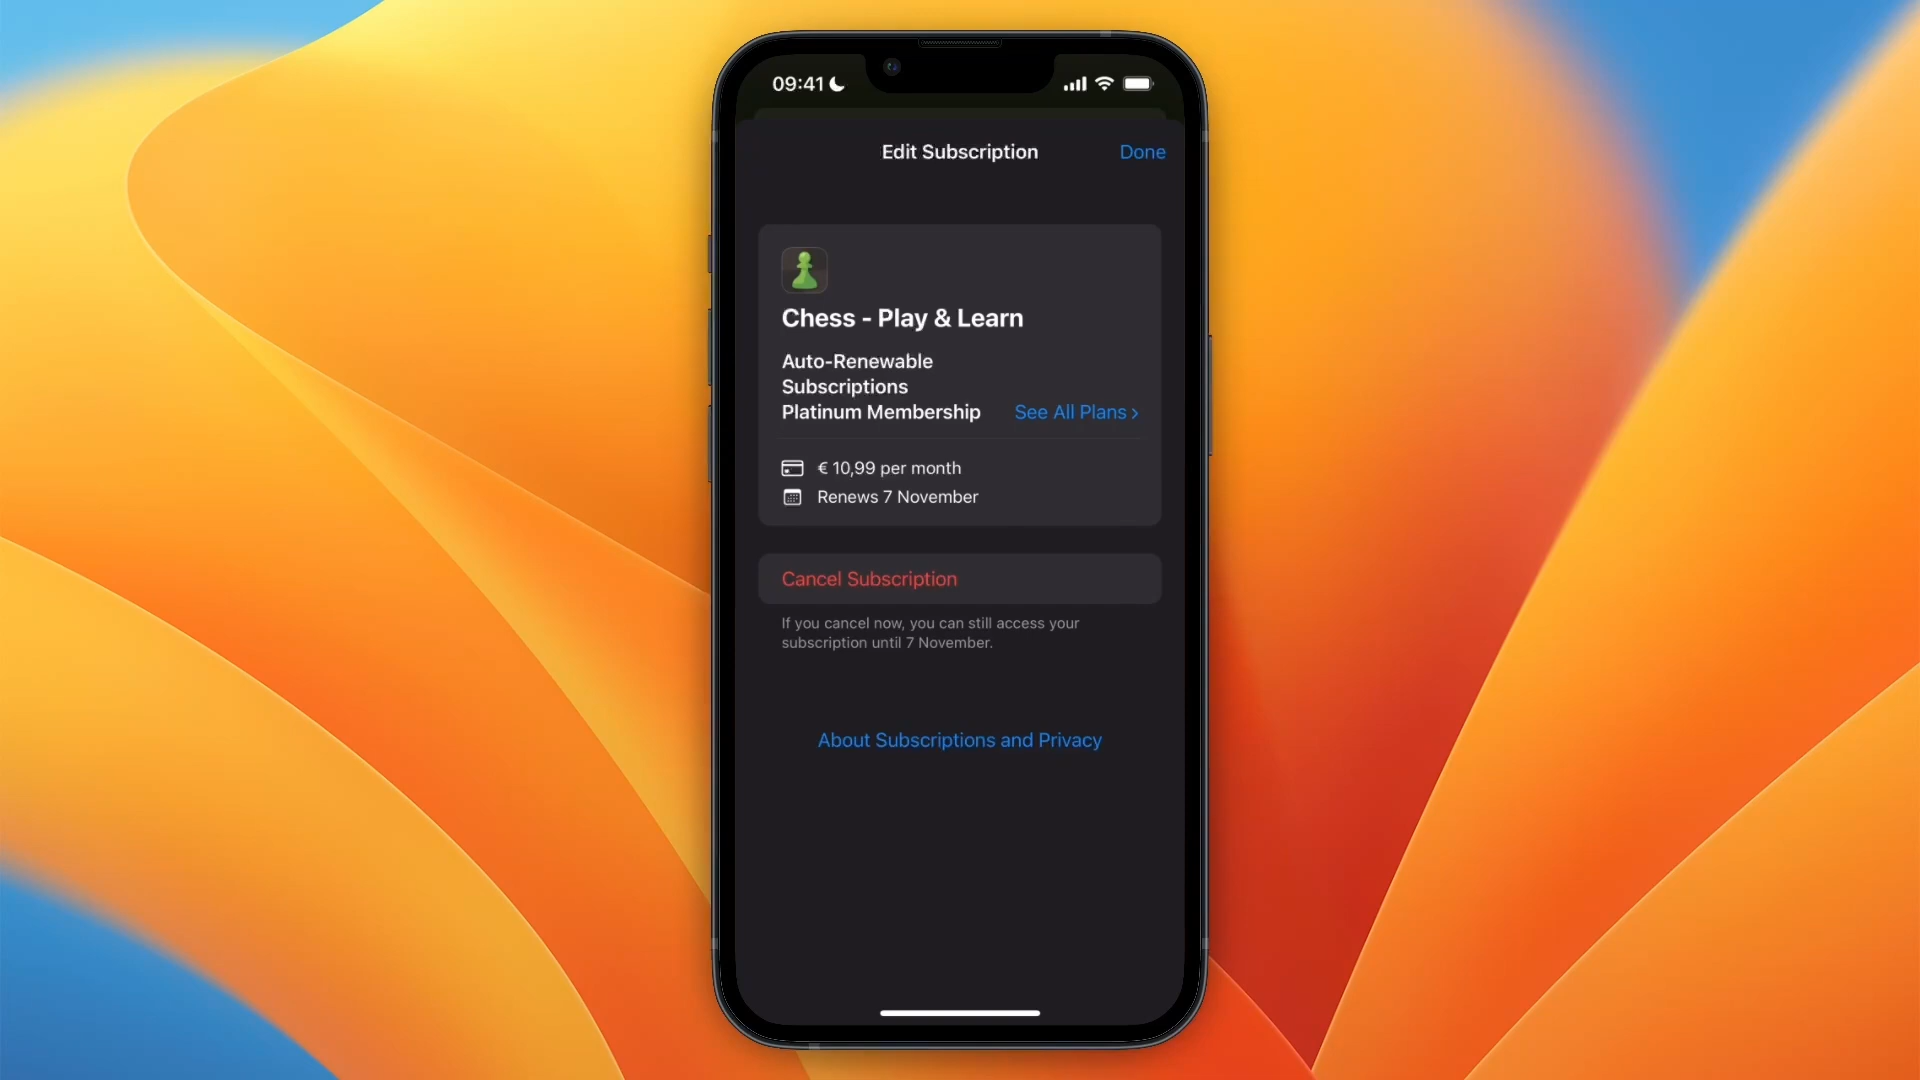 09:41
Edit Subscription
Done
Chess - Play & Learn
Auto-Renewable
Subscriptions
Platinum Membership
See All Plans ›
€ 10,99 per month
Renews 7 November
Cancel Subscription
If you cancel now, you can still access your
subscription until 7 November.
About Subscriptions and Privacy